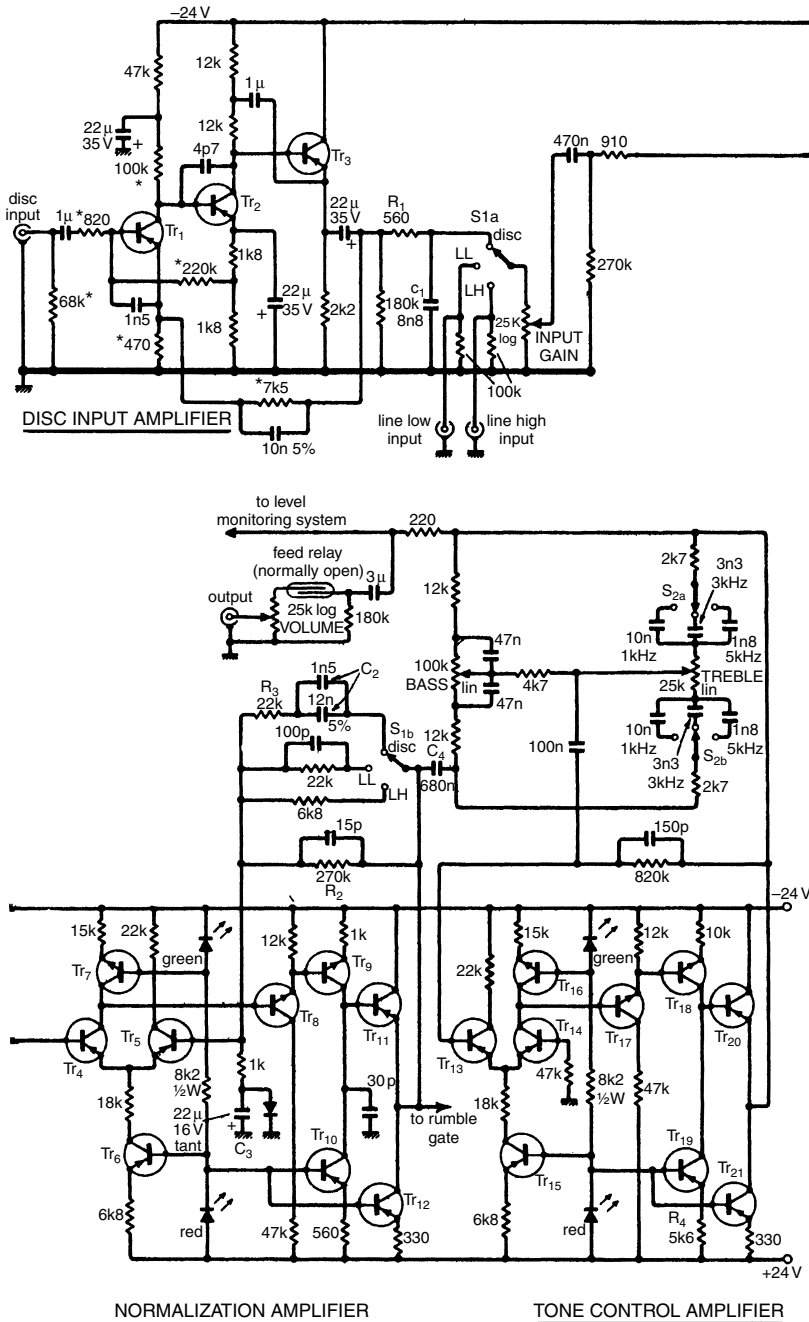 –24 V
47k
12k
1µ
22µ
35V
+
4p7
12k
Tr3
100k
*
470n
910
disc
input
1µ
*820
Tr1
Tr2
22µ
35V
+
R1
560
S1a
disc
LL
LH
68k*
*220k
1k8
22µ
35V
+
2k2
180k
c1
8n8
25K
log
INPUT
GAIN
270k
1n5
*470
1k8
100k
*7k5
DISC INPUT AMPLIFIER
10n 5%
line low
input
line high
input
to level
monitoring system
220
feed relay
(normally open)
3µ
12k
2k7
3n3
3kHz
S2a
output
25k log
VOLUME
180k
47n
10n
1kHz
1n8
5kHz
100k
BASS
lin
4k7
TREBLE
25k
lin
1n5
C2
R3
22k
12n
5%
47n
S1b
disc
12k
10n
1kHz
1n8
5kHz
100p
C4
680n
100n
3n3
3kHz
S2b
22k
LL
LH
2k7
6k8
15p
150p
270k
R2
820k
–24 V
15k
22k
green
12k
1k
15k
green
12k
10k
Tr7
Tr9
22k
Tr16
Tr8
Tr18
Tr4
Tr5
Tr11
Tr13
Tr14
Tr17
Tr20
1k
18k
8k2
½W
30p
18k
47k
8k2
½W
47k
to rumble
gate
22µ
16 V
tant
+
C3
Tr6
Tr10
Tr15
Tr19
Tr12
Tr21
6k8
red
47k
560
330
6k8
red
R4
5k6
330
+24 V
NORMALIZATION AMPLIFIER
TONE CONTROL AMPLIFIER